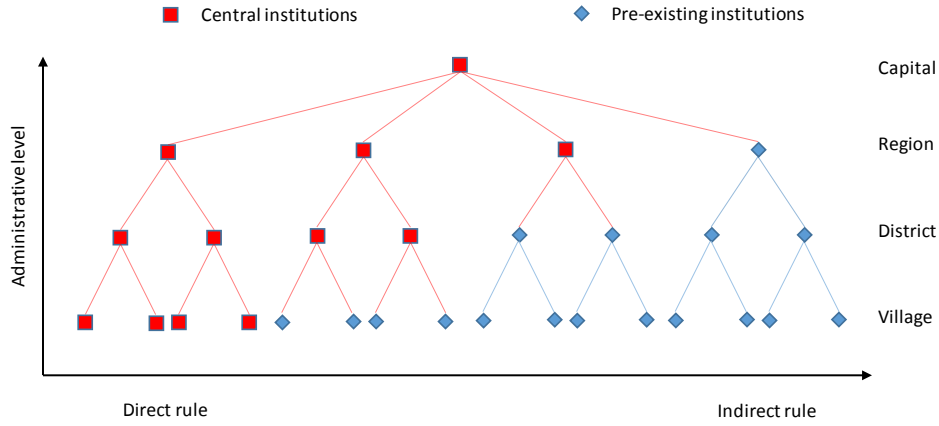 Central institutions
Pre-existing institutions
Capital
Region
District
Village
Administrative level
Direct rule
Indirect rule